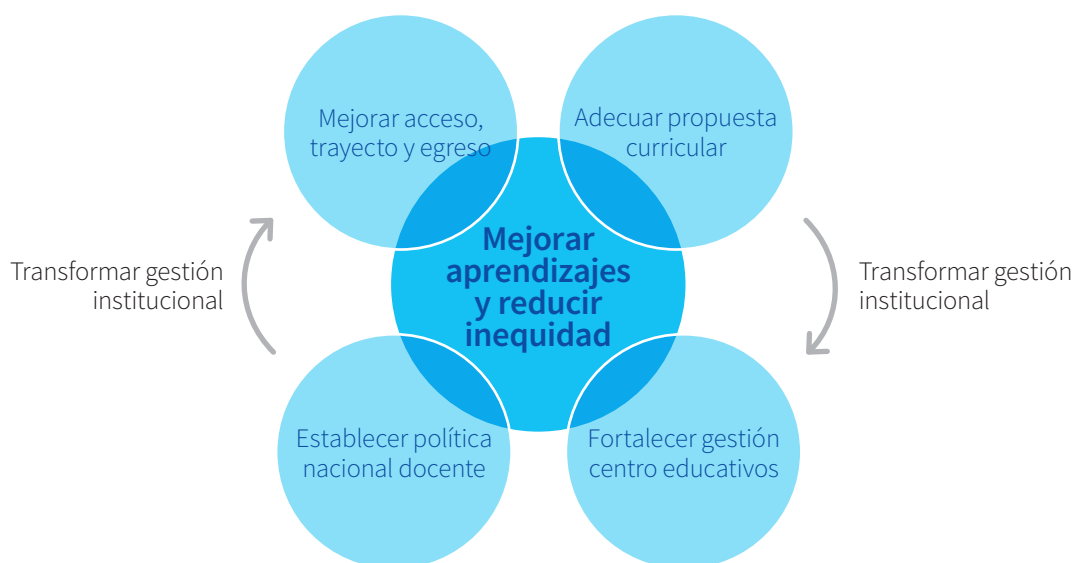 Mejorar acceso,
trayecto y egreso
Adecuar propuesta
curricular
Mejorar
aprendizajes
y reducir
inequidad
Transformar gestión
institucional
Transformar gestión
institucional
Establecer política
nacional docente
Fortalecer gestión
centro educativos